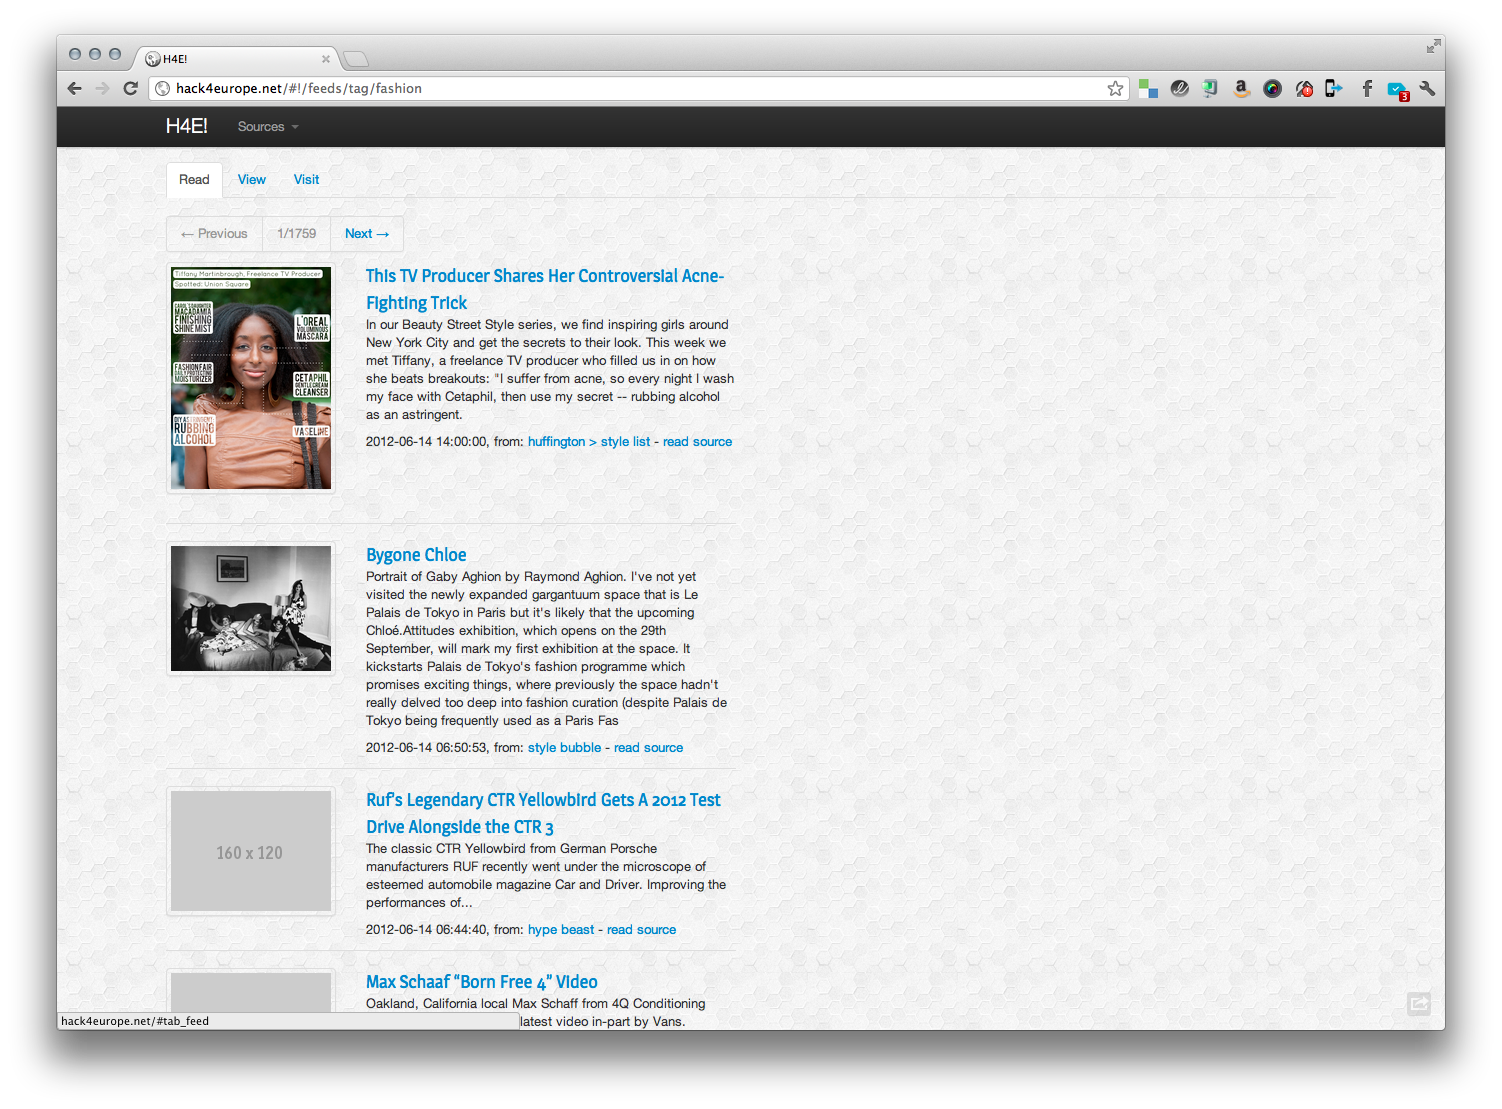 H4E!
hack4europe.net/#!/feeds/tag/fashion
3
H4E! Sources
Read View Visit
← Previous 1/1759 Next →
Tiffany Martinbrough, Freelance TV Producer
Spotted: Union Square
CAROL'S DAUGHTER
MACADAMIA
FINISHING
SHINE MIST
L'OREAL
VOLUMINOUS
MASCARA
FASHION FAIR
DAILY PROTECTING
MOISTURIZER
CETAPHIL
GENTLE CREAM
CLEANSER
DIY ASTRINGENT:
RUBBING
ALCOHOL
VASELINE
This TV Producer Shares Her Controversial Acne-
Fighting Trick
In our Beauty Street Style series, we find inspiring girls around
New York City and get the secrets to their look. This week we
met Tiffany, a freelance TV producer who filled us in on how
she beats breakouts: "I suffer from acne, so every night I wash
my face with Cetaphil, then use my secret -- rubbing alcohol
as an astringent.
2012-06-14 14:00:00, from: huffington > style list - read source
Bygone Chloe
Portrait of Gaby Aghion by Raymond Aghion. I've not yet
visited the newly expanded gargantuum space that is Le
Palais de Tokyo in Paris but it's likely that the upcoming
Chloé.Attitudes exhibition, which opens on the 29th
September, will mark my first exhibition at the space. It
kickstarts Palais de Tokyo's fashion programme which
promises exciting things, where previously the space hadn't
really delved too deep into fashion curation (despite Palais de
Tokyo being frequently used as a Paris Fas
2012-06-14 06:50:53, from: style bubble - read source
160 x 120
Ruf's Legendary CTR Yellowbird Gets A 2012 Test
Drive Alongside the CTR 3
The classic CTR Yellowbird from German Porsche
manufacturers RUF recently went under the microscope of
esteemed automobile magazine Car and Driver. Improving the
performances of...
2012-06-14 06:44:40, from: hype beast - read source
Max Schaaf “Born Free 4” Video
Oakland, California local Max Schaff from 4Q Conditioning
latest video in-part by Vans.
hack4europe.net/#tab_feed